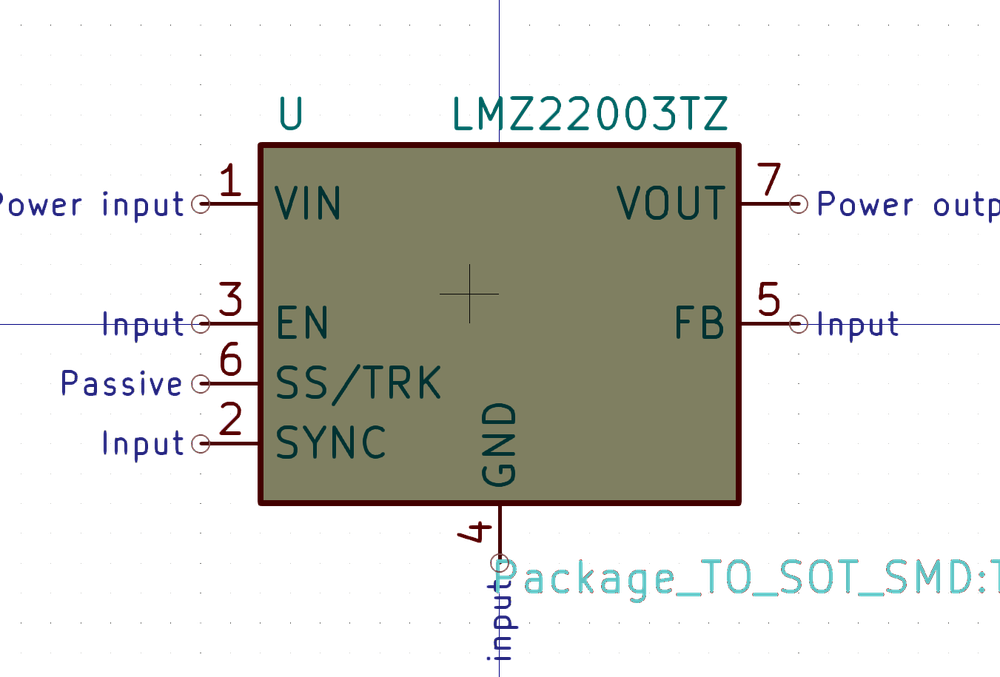 U LMZ22003TZ
Power input 1 VIN VOUT 7 Power outp
Input 3 EN FB 5 Input
Passive 6 SS/TRK
Input 2 SYNC
GND
4
Package_TO_SOT_SMD:T
input